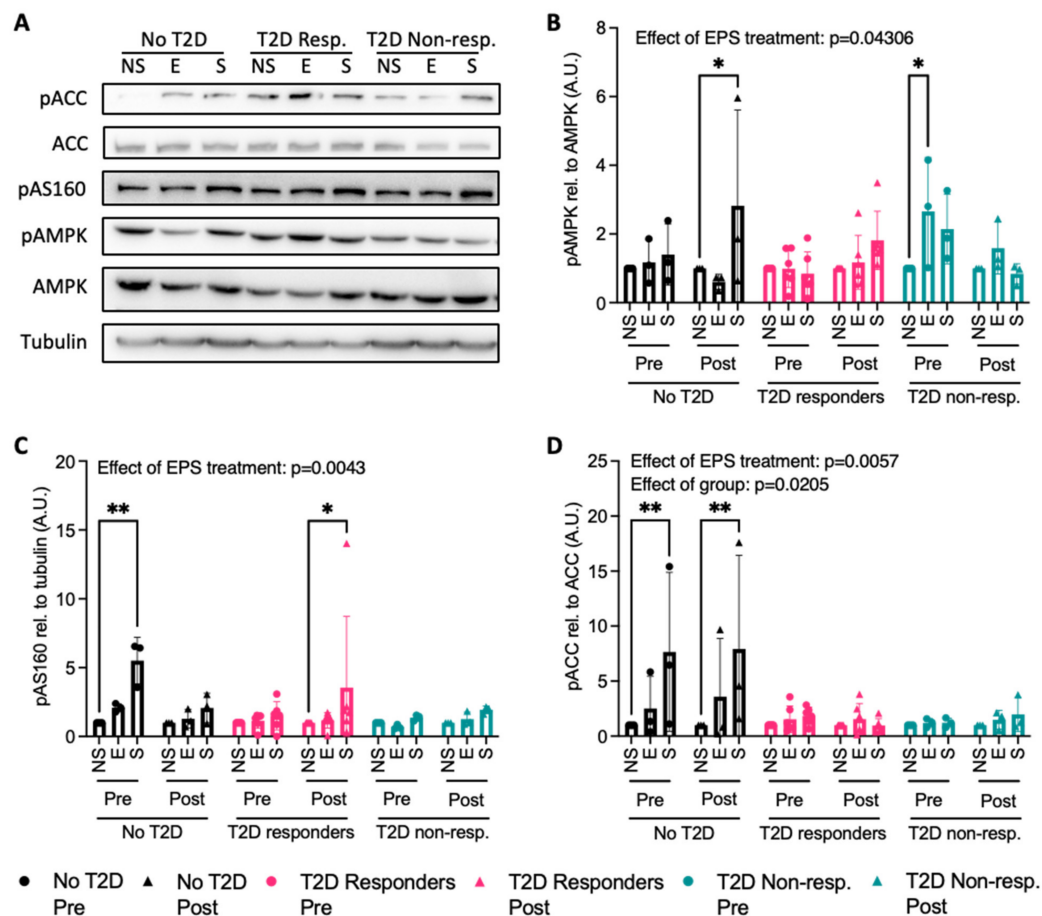 A
No T2D T2D Resp. T2D Non-resp.
NS E S NS E S NS E S
pACC
ACC
pAS160
pAMPK
AMPK
Tubulin
B
Effect of EPS treatment: p=0.04306
* *
pAMPK rel. to AMPK (A.U.)
8
6
4
2
0
NS E S NS E S NS E S NS E S NS E S NS E S
Pre Post Pre Post Pre Post
No T2D T2D responders T2D non-resp.
C
Effect of EPS treatment: p=0.0043
** *
pAS160 rel. to tubulin (A.U.)
20
15
10
5
0
NS E S NS E S NS E S NS E S NS E S NS E S
Pre Post Pre Post Pre Post
No T2D T2D responders T2D non-resp.
D
Effect of EPS treatment: p=0.0057
Effect of group: p=0.0205
** **
pACC rel. to ACC (A.U.)
25
20
15
10
5
0
NS E S NS E S NS E S NS E S NS E S NS E S
Pre Post Pre Post Pre Post
No T2D T2D responders T2D non-resp.
No T2D Pre
No T2D Post
T2D Responders Pre
T2D Responders Post
T2D Non-resp. Pre
T2D Non-resp. Post